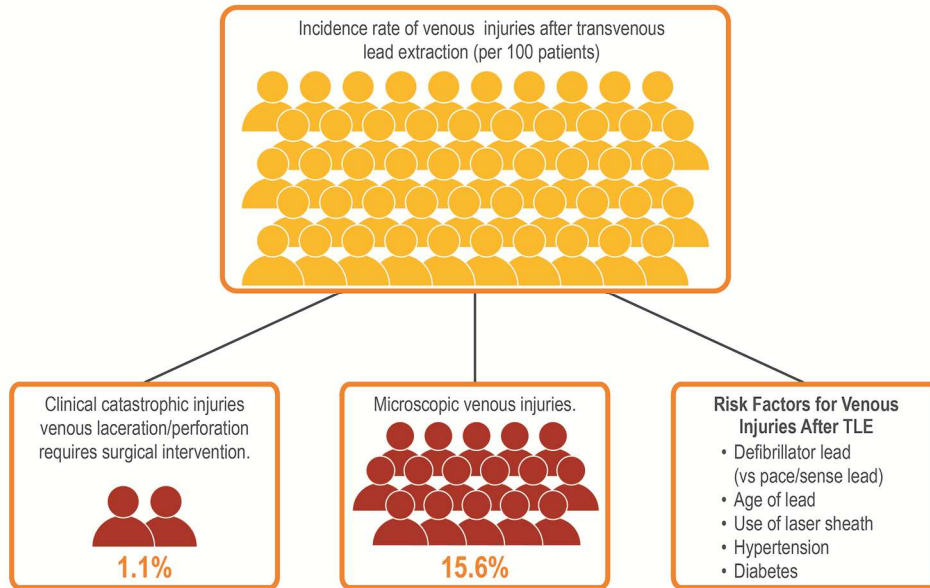 Incidence rate of venous injuries after transvenous
lead extraction (per 100 patients)
Clinical catastrophic injuries
venous laceration/perforation
requires surgical intervention.
1.1%
Microscopic venous injuries.
15.6%
Risk Factors for Venous
Injuries After TLE
• Defibrillator lead
(vs pace/sense lead)
• Age of lead
• Use of laser sheath
• Hypertension
• Diabetes